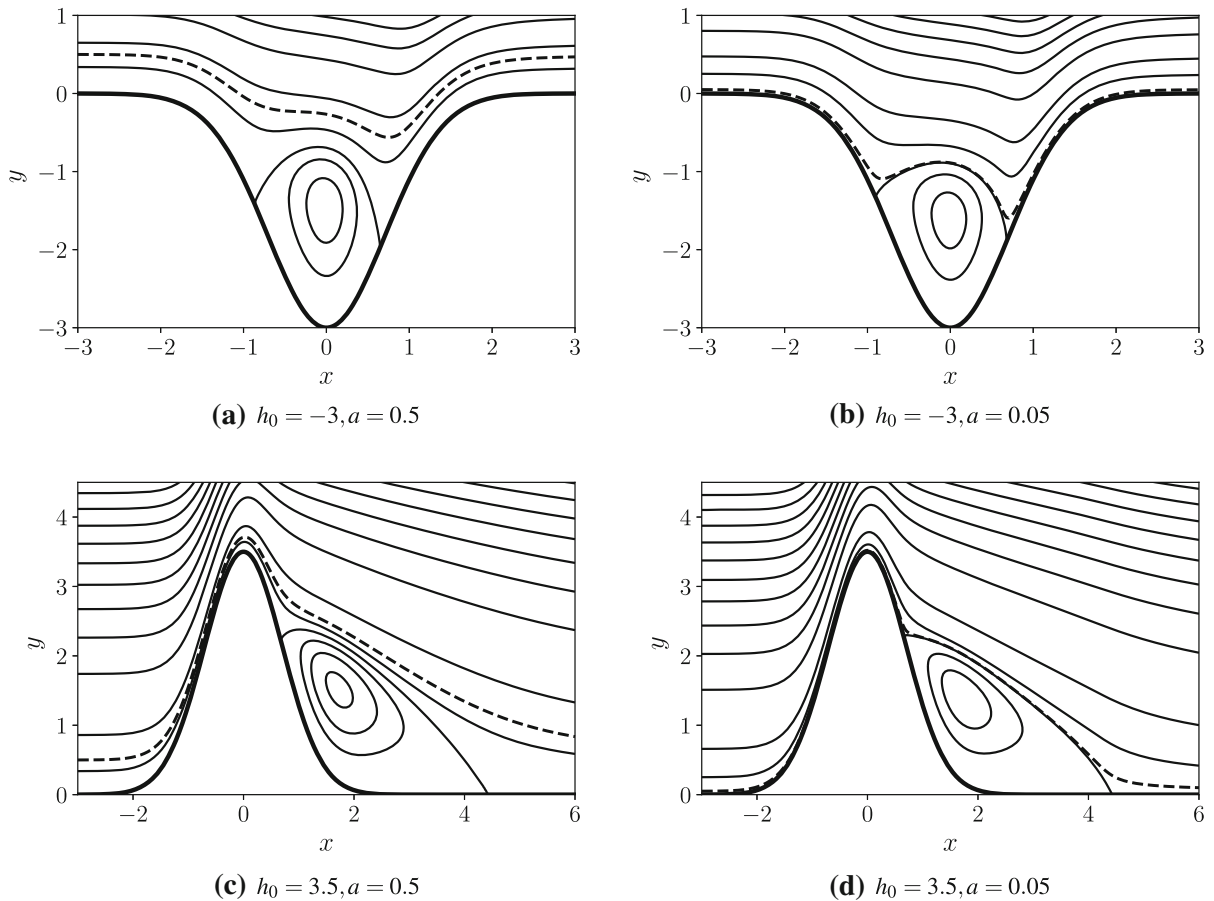 1
0
−1
−2
−3
y
−3 −2 −1 0 1 2 3
x
(a) h₀ = −3, a = 0.5
1
0
−1
−2
−3
y
−3 −2 −1 0 1 2 3
x
(b) h₀ = −3, a = 0.05
4
3
2
1
0
y
−2 0 2 4 6
x
(c) h₀ = 3.5, a = 0.5
4
3
2
1
0
y
−2 0 2 4 6
x
(d) h₀ = 3.5, a = 0.05